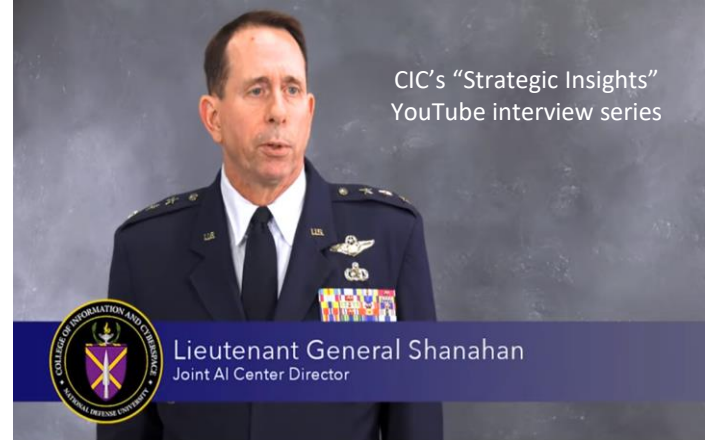 CIC’s “Strategic Insights”
YouTube interview series
U.S.
COLLEGE OF INFORMATION AND CYBERSPACE
NATIONAL DEFENSE UNIVERSITY
Lieutenant General Shanahan
Joint AI Center Director